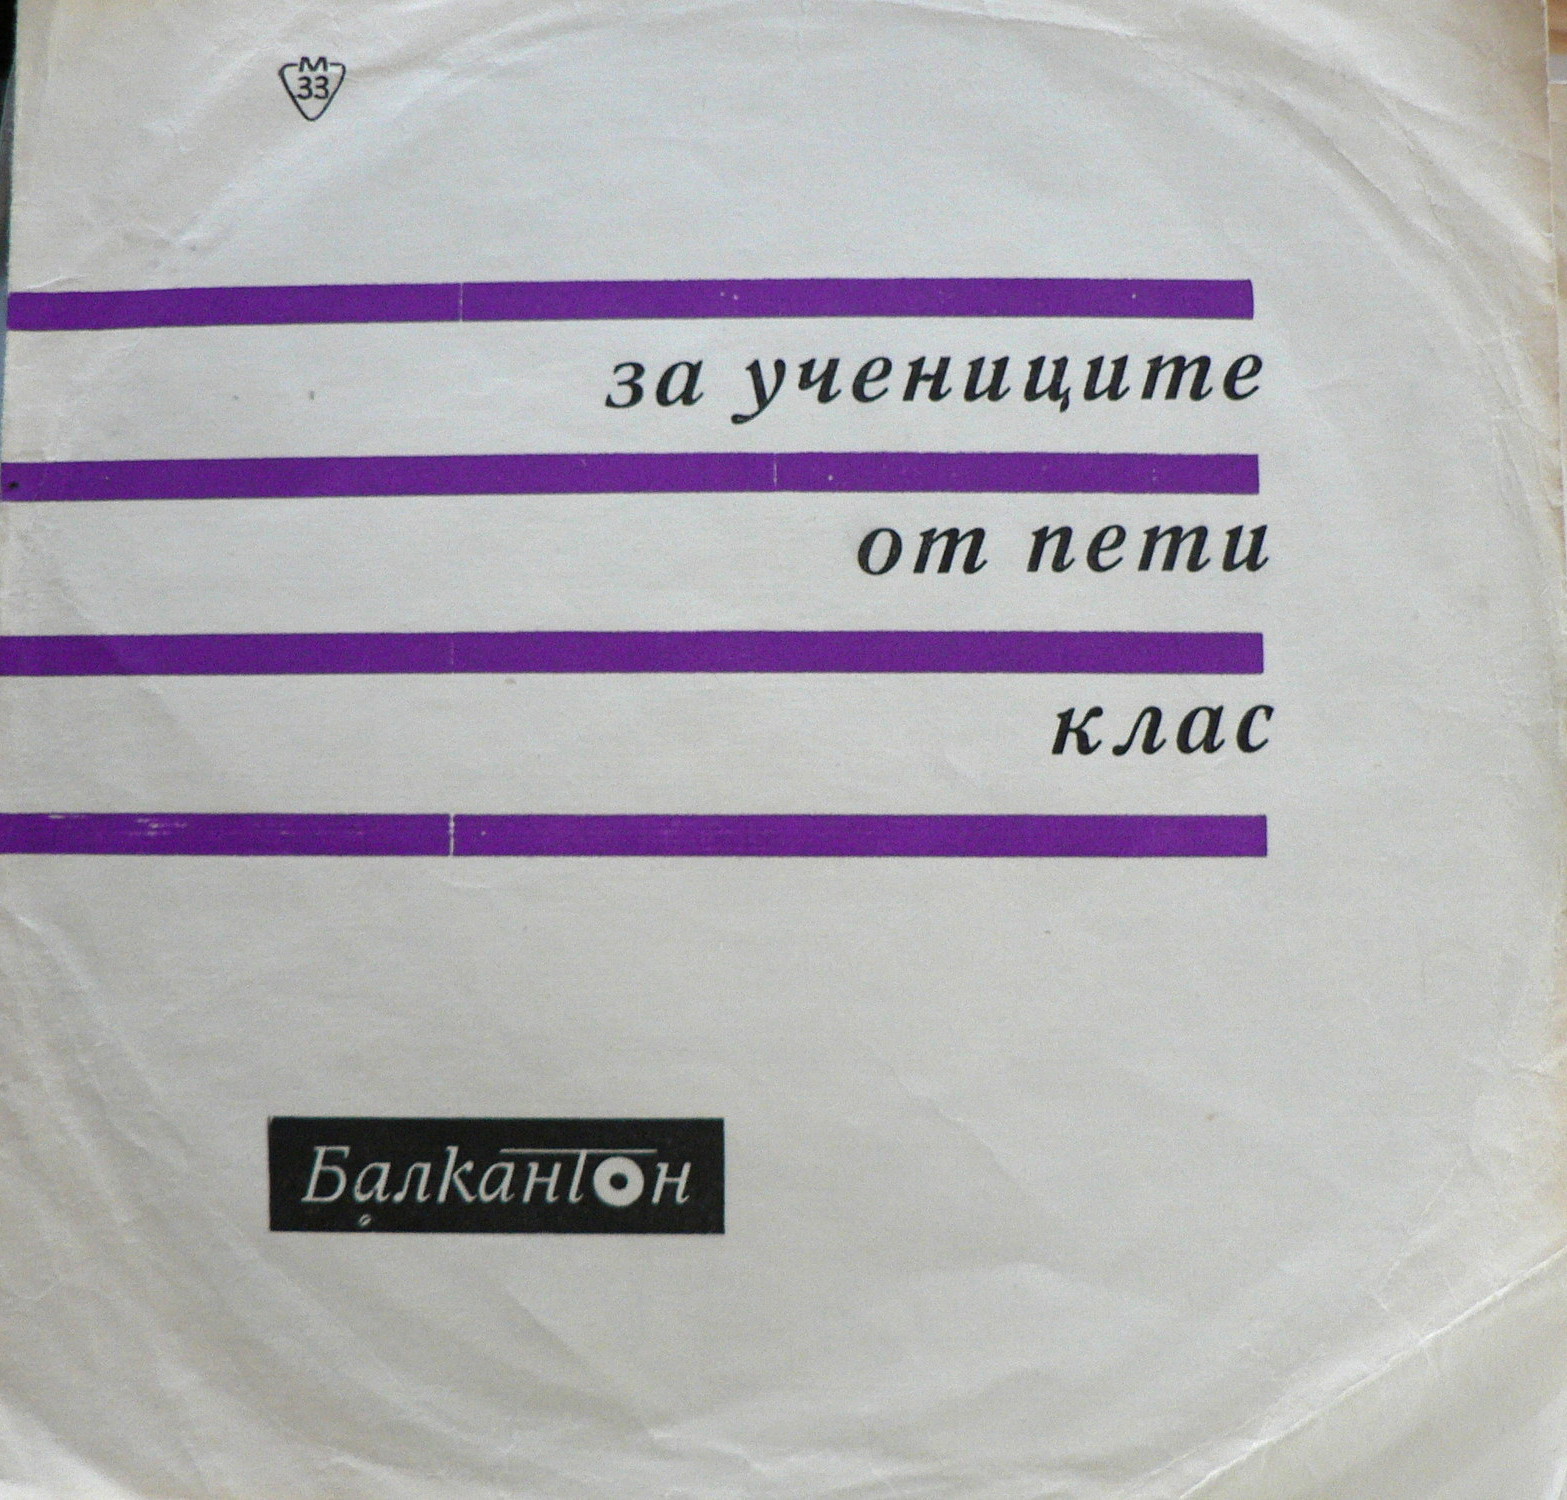 М
33
за учениците
от пети
клас
Балкантон